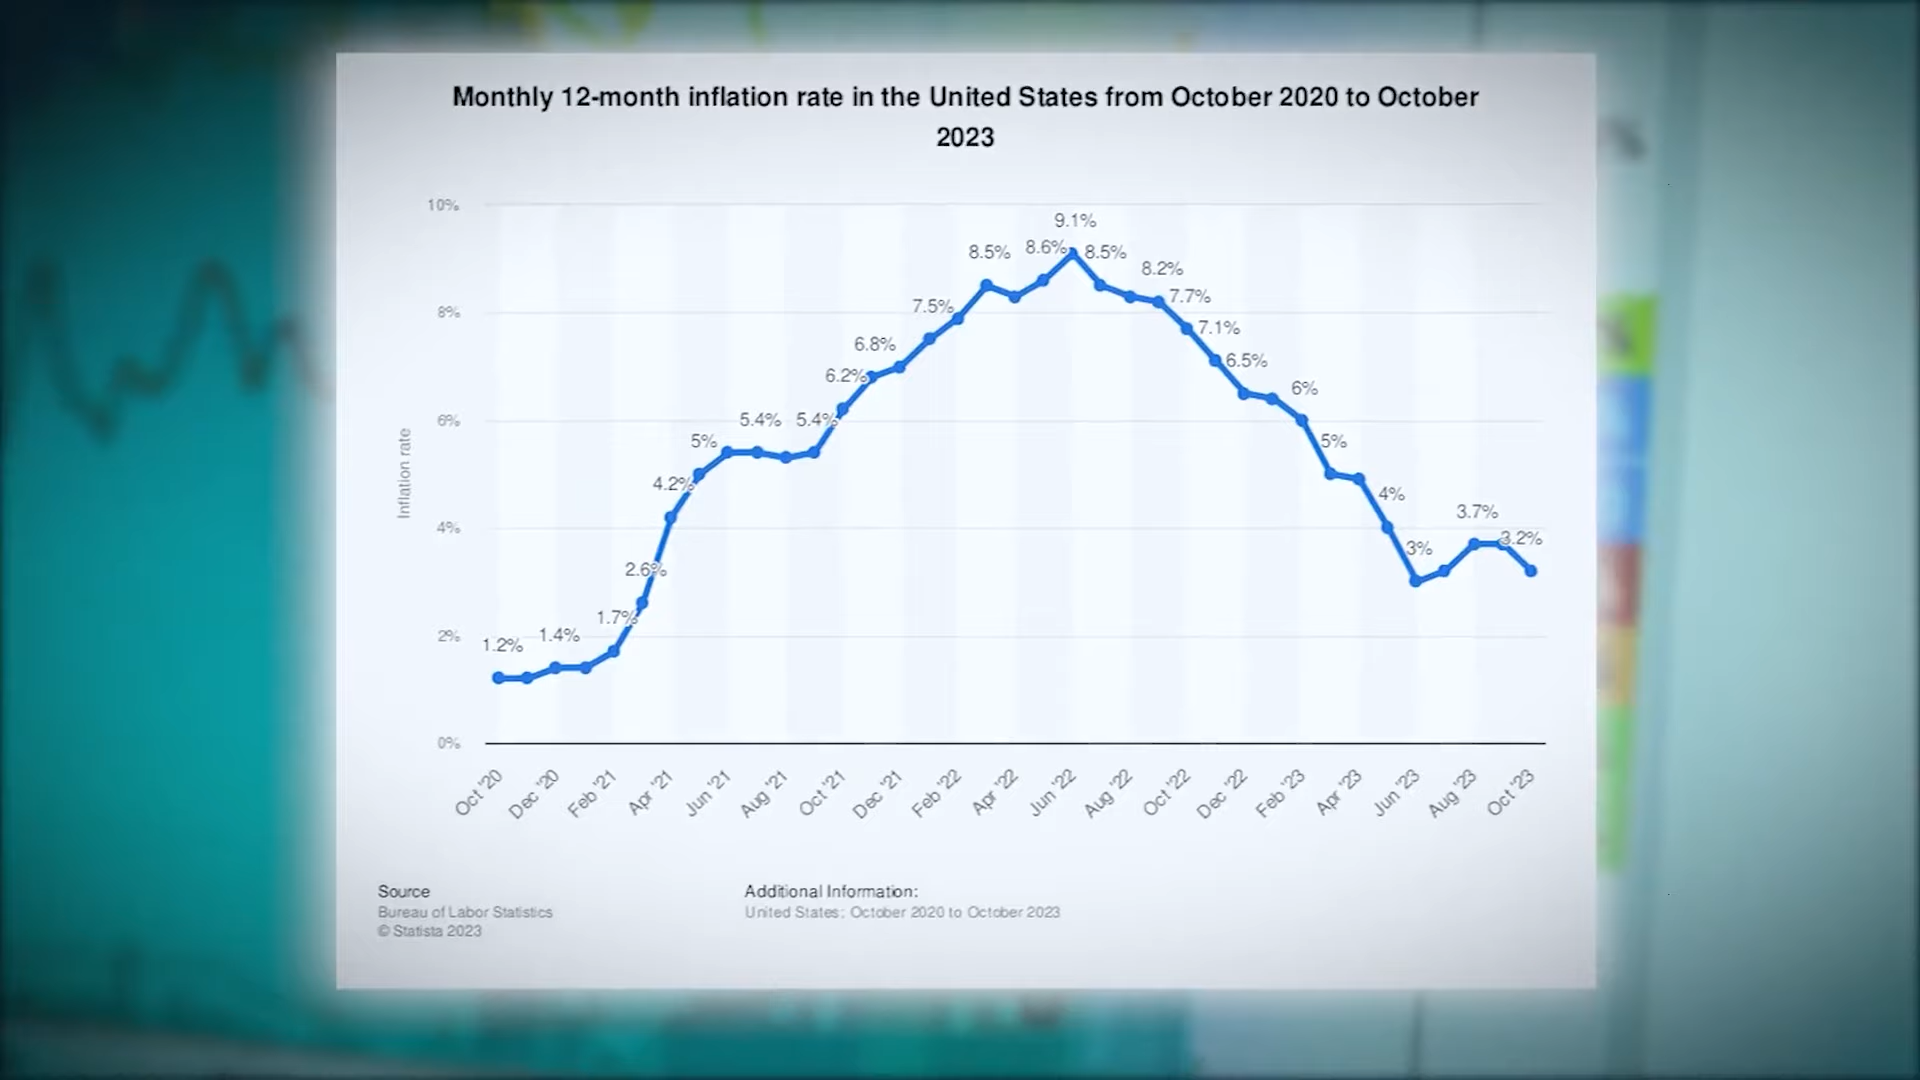 Monthly 12-month inflation rate in the United States from October 2020 to October
2023
10%
8%
6%
4%
2%
0%
Inflation rate
1.2%
1.4%
1.7%
2.6%
4.2%
5%
5.4%
5.4%
6.2%
6.8%
7.5%
8.5%
8.6%
9.1%
8.5%
8.2%
7.7%
7.1%
6.5%
6%
5%
4%
3%
3.7%
3.2%
Oct '20
Dec '20
Feb '21
Apr '21
Jun '21
Aug '21
Oct '21
Dec '21
Feb '22
Apr '22
Jun '22
Aug '22
Oct '22
Dec '22
Feb '23
Apr '23
Jun '23
Aug '23
Oct '23
Source
Bureau of Labor Statistics
© Statista 2023
Additional Information:
United States; October 2020 to October 2023